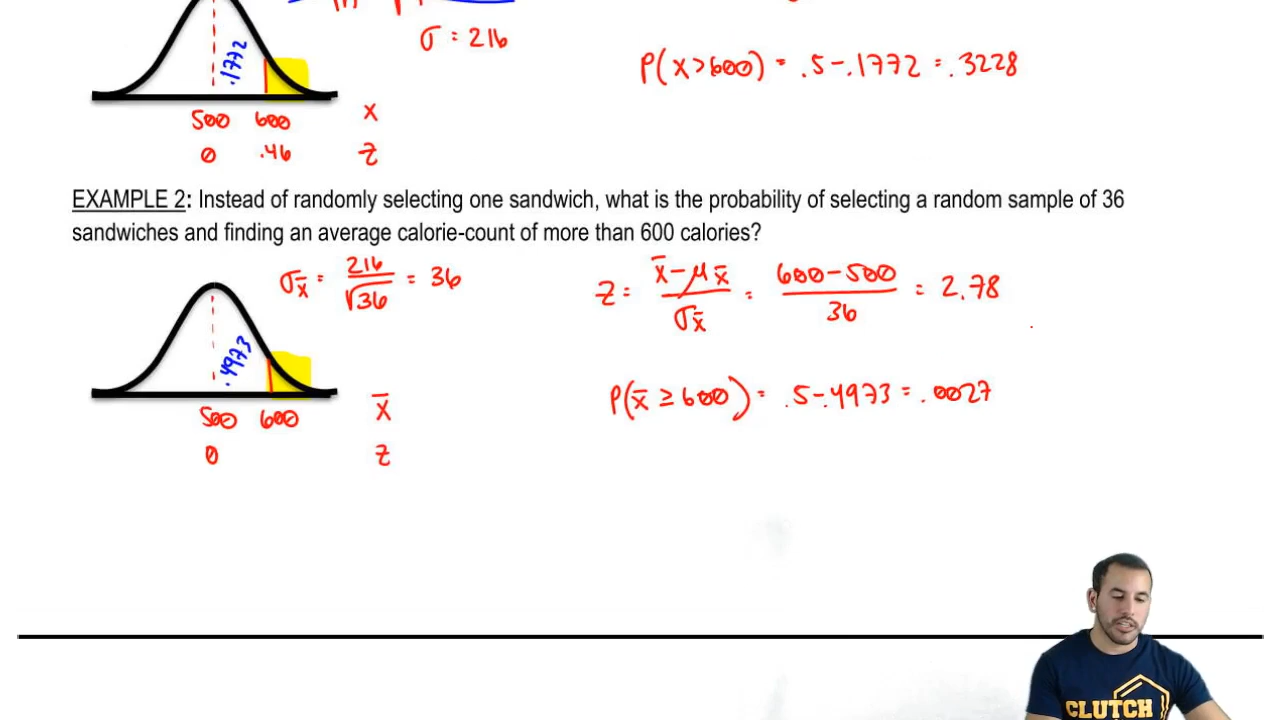 σ = 216
.1772
P(x>600) = .5-.1772 = .3228
500 600 x
0 .46 z
EXAMPLE 2: Instead of randomly selecting one sandwich, what is the probability of selecting a random sample of 36
sandwiches and finding an average calorie-count of more than 600 calories?
σx̄ = 216/√36 = 36
z = (x̄-μx̄)/σx̄ = (600-500)/36 = 2.78
.4973
P(x̄ ≥ 600) = .5-.4973 = .0027
500 600 x̄
0 z
CLUTCH